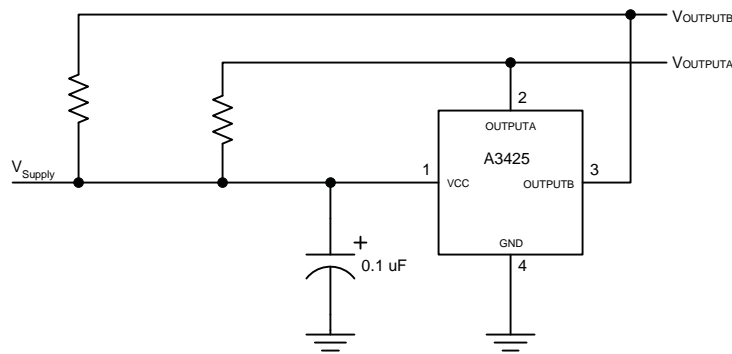 VOUTPUTB
VOUTPUTA
2
OUTPUTA
A3425
VSupply
1
VCC
OUTPUTB
3
GND
4
+
0.1 uF